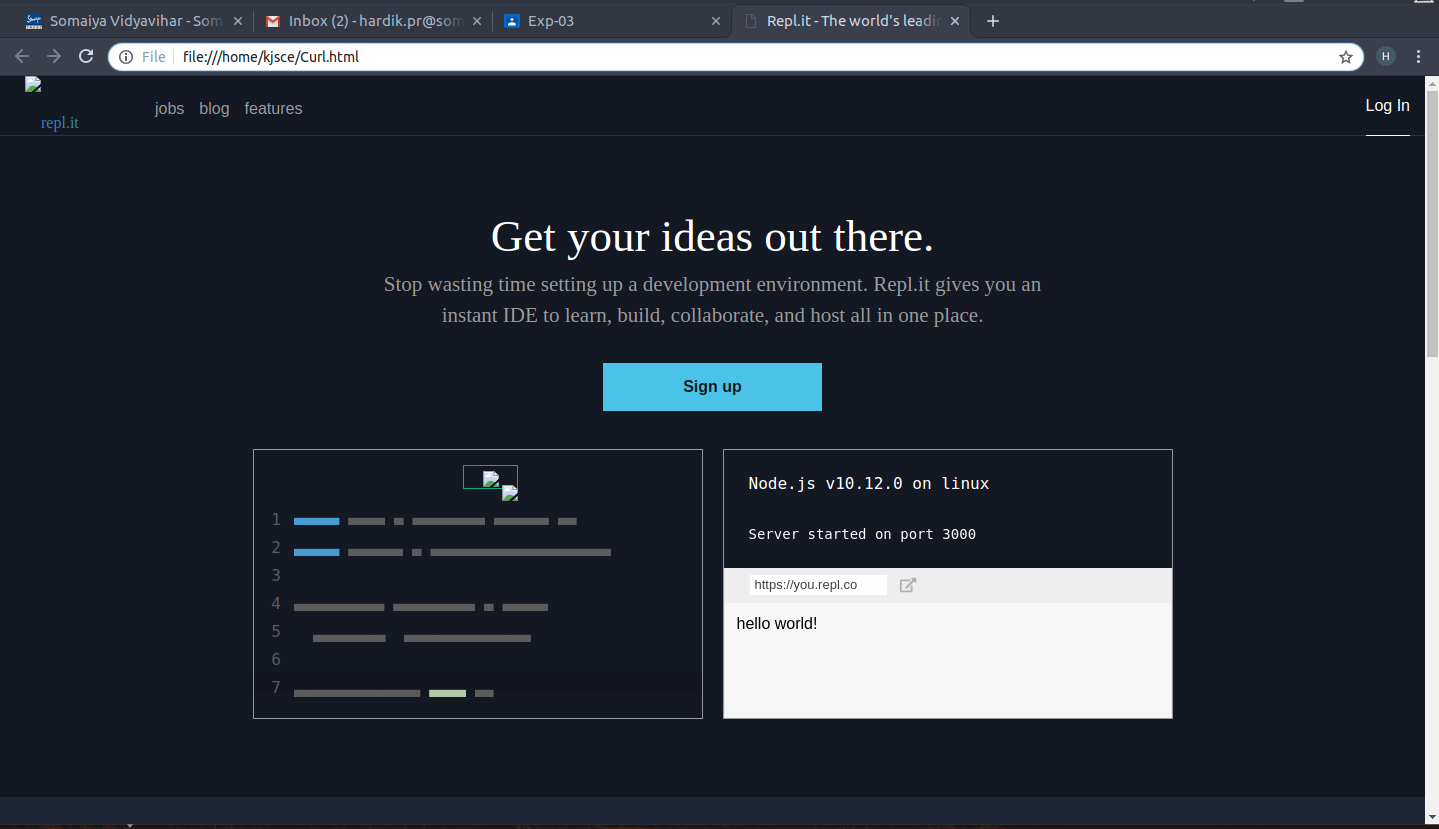 Somaiya Vidyavihar - Som
Inbox (2) - hardik.pr@som
Exp-03
Repl.it - The world's leadin
File
file:///home/kjsce/Curl.html
H
repl.it
jobs
blog
features
Log In
Get your ideas out there.
Stop wasting time setting up a development environment. Repl.it gives you an
instant IDE to learn, build, collaborate, and host all in one place.
Sign up
1
2
3
4
5
6
7
Node.js v10.12.0 on linux
Server started on port 3000
https://you.repl.co
hello world!